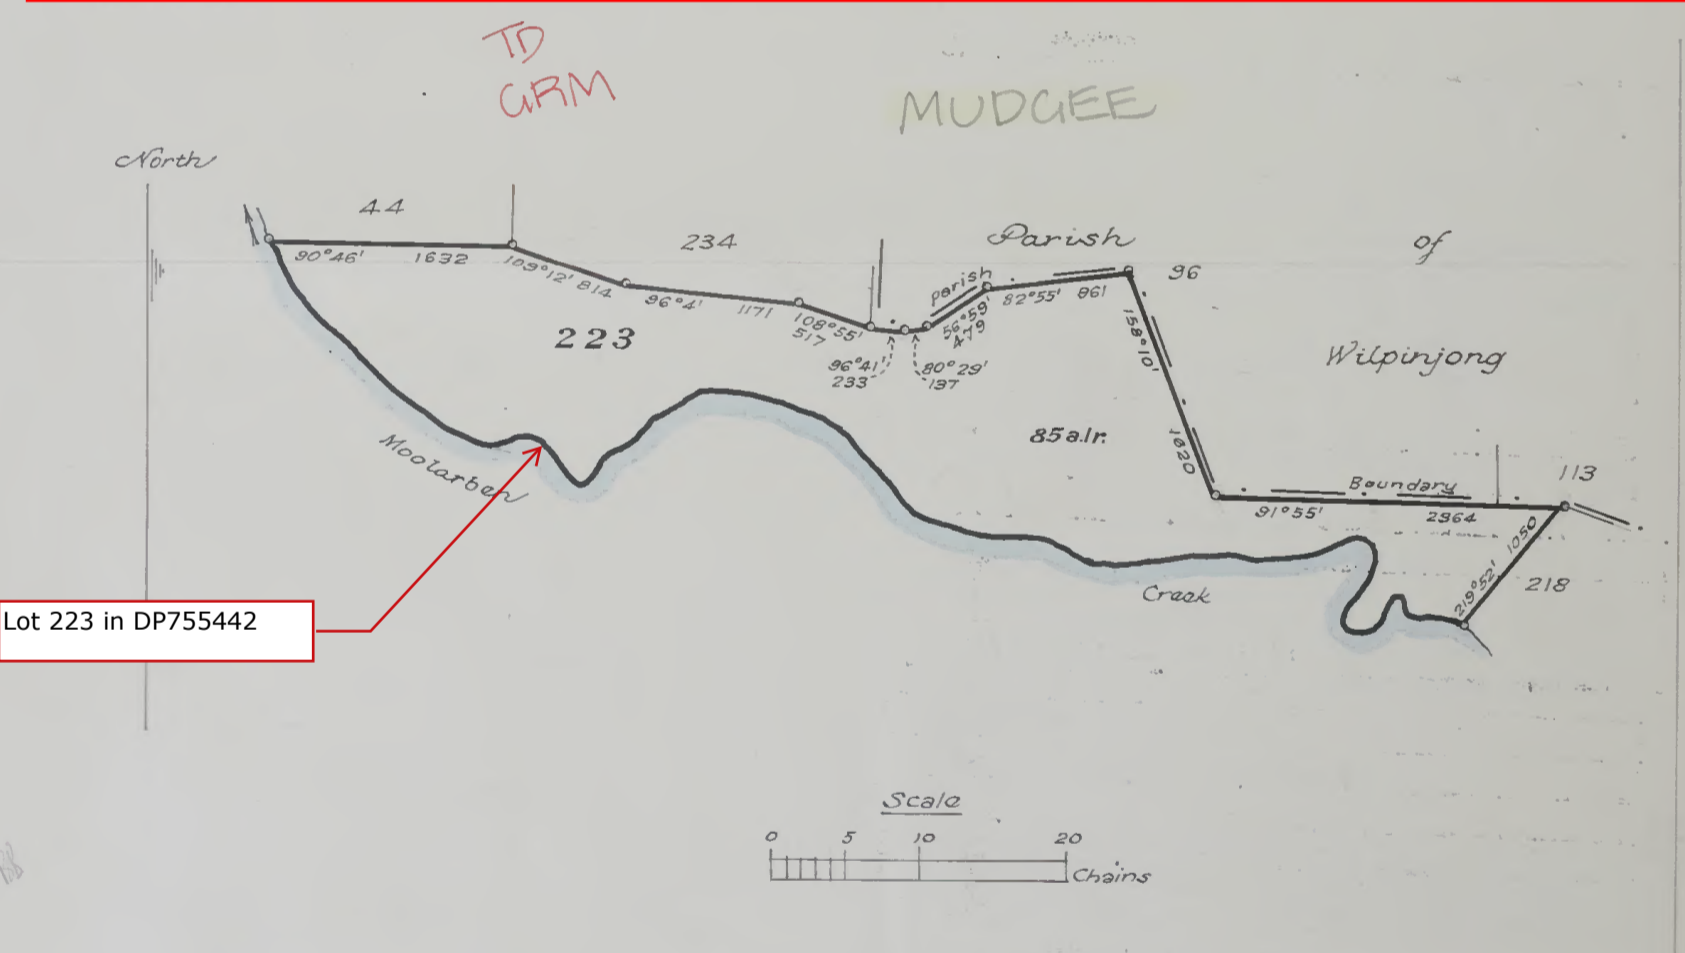 TD
GRM
MUDGEE
North
44
234
Parish
of
96
90°46' 1632
109°12' 814
96°4' 1171
108°55'
517
parish
56°59'
479
82°55' 861
223
96°41'
233
80°29'
137
158°10'
1620
Wilpinjong
85a.1r.
Moolarben
Boundary
113
91°55' 2364
219°52' 1050
218
Creek
Lot 223 in DP755442
Scale
0 5 10 20
Chains